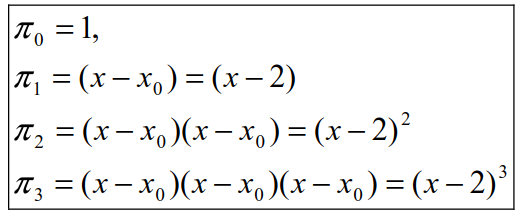 π₀ = 1,
π₁ = (x − x₀) = (x − 2)
π₂ = (x − x₀)(x − x₀) = (x − 2)²
π₃ = (x − x₀)(x − x₀)(x − x₀) = (x − 2)³